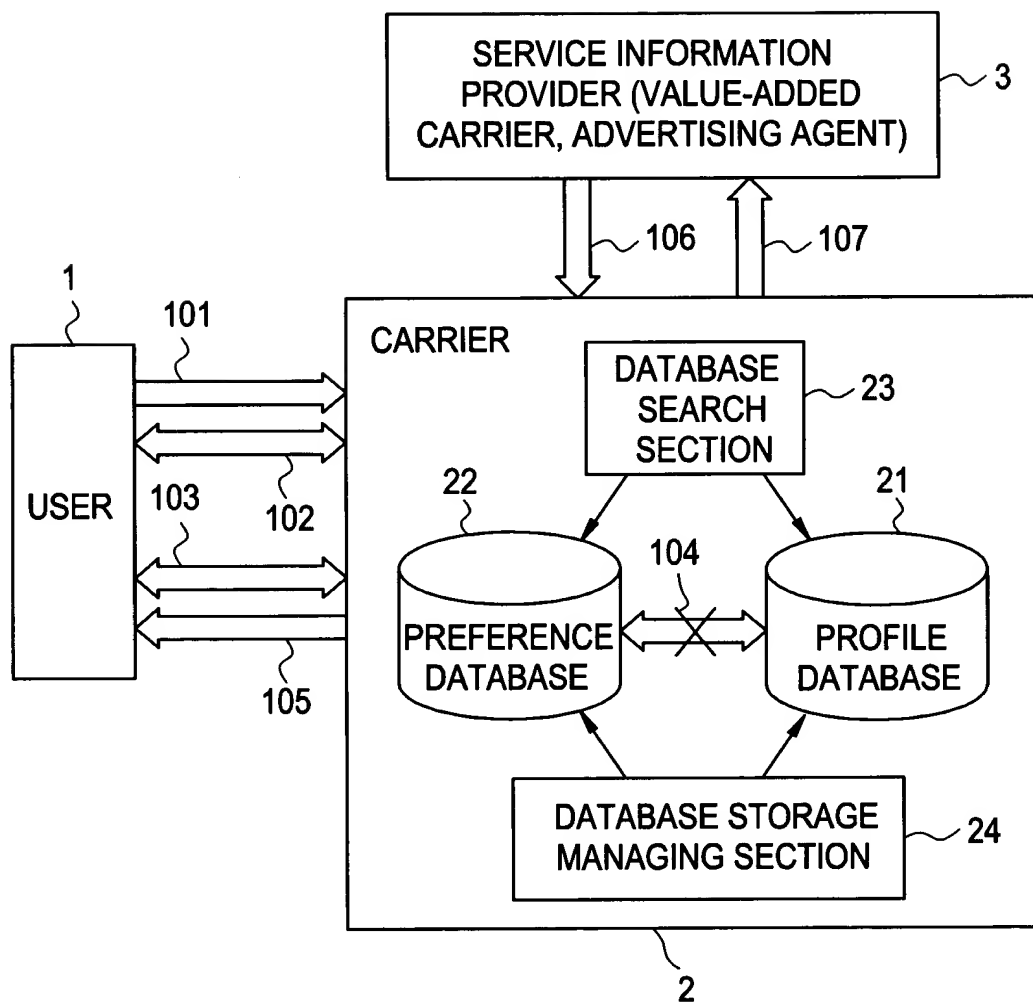 SERVICE INFORMATION
PROVIDER (VALUE-ADDED
CARRIER, ADVERTISING AGENT)
3
106
107
1
101
CARRIER
DATABASE
SEARCH
SECTION
23
USER
102
103
22
21
104
PREFERENCE
DATABASE
PROFILE
DATABASE
105
DATABASE STORAGE
MANAGING SECTION
24
2